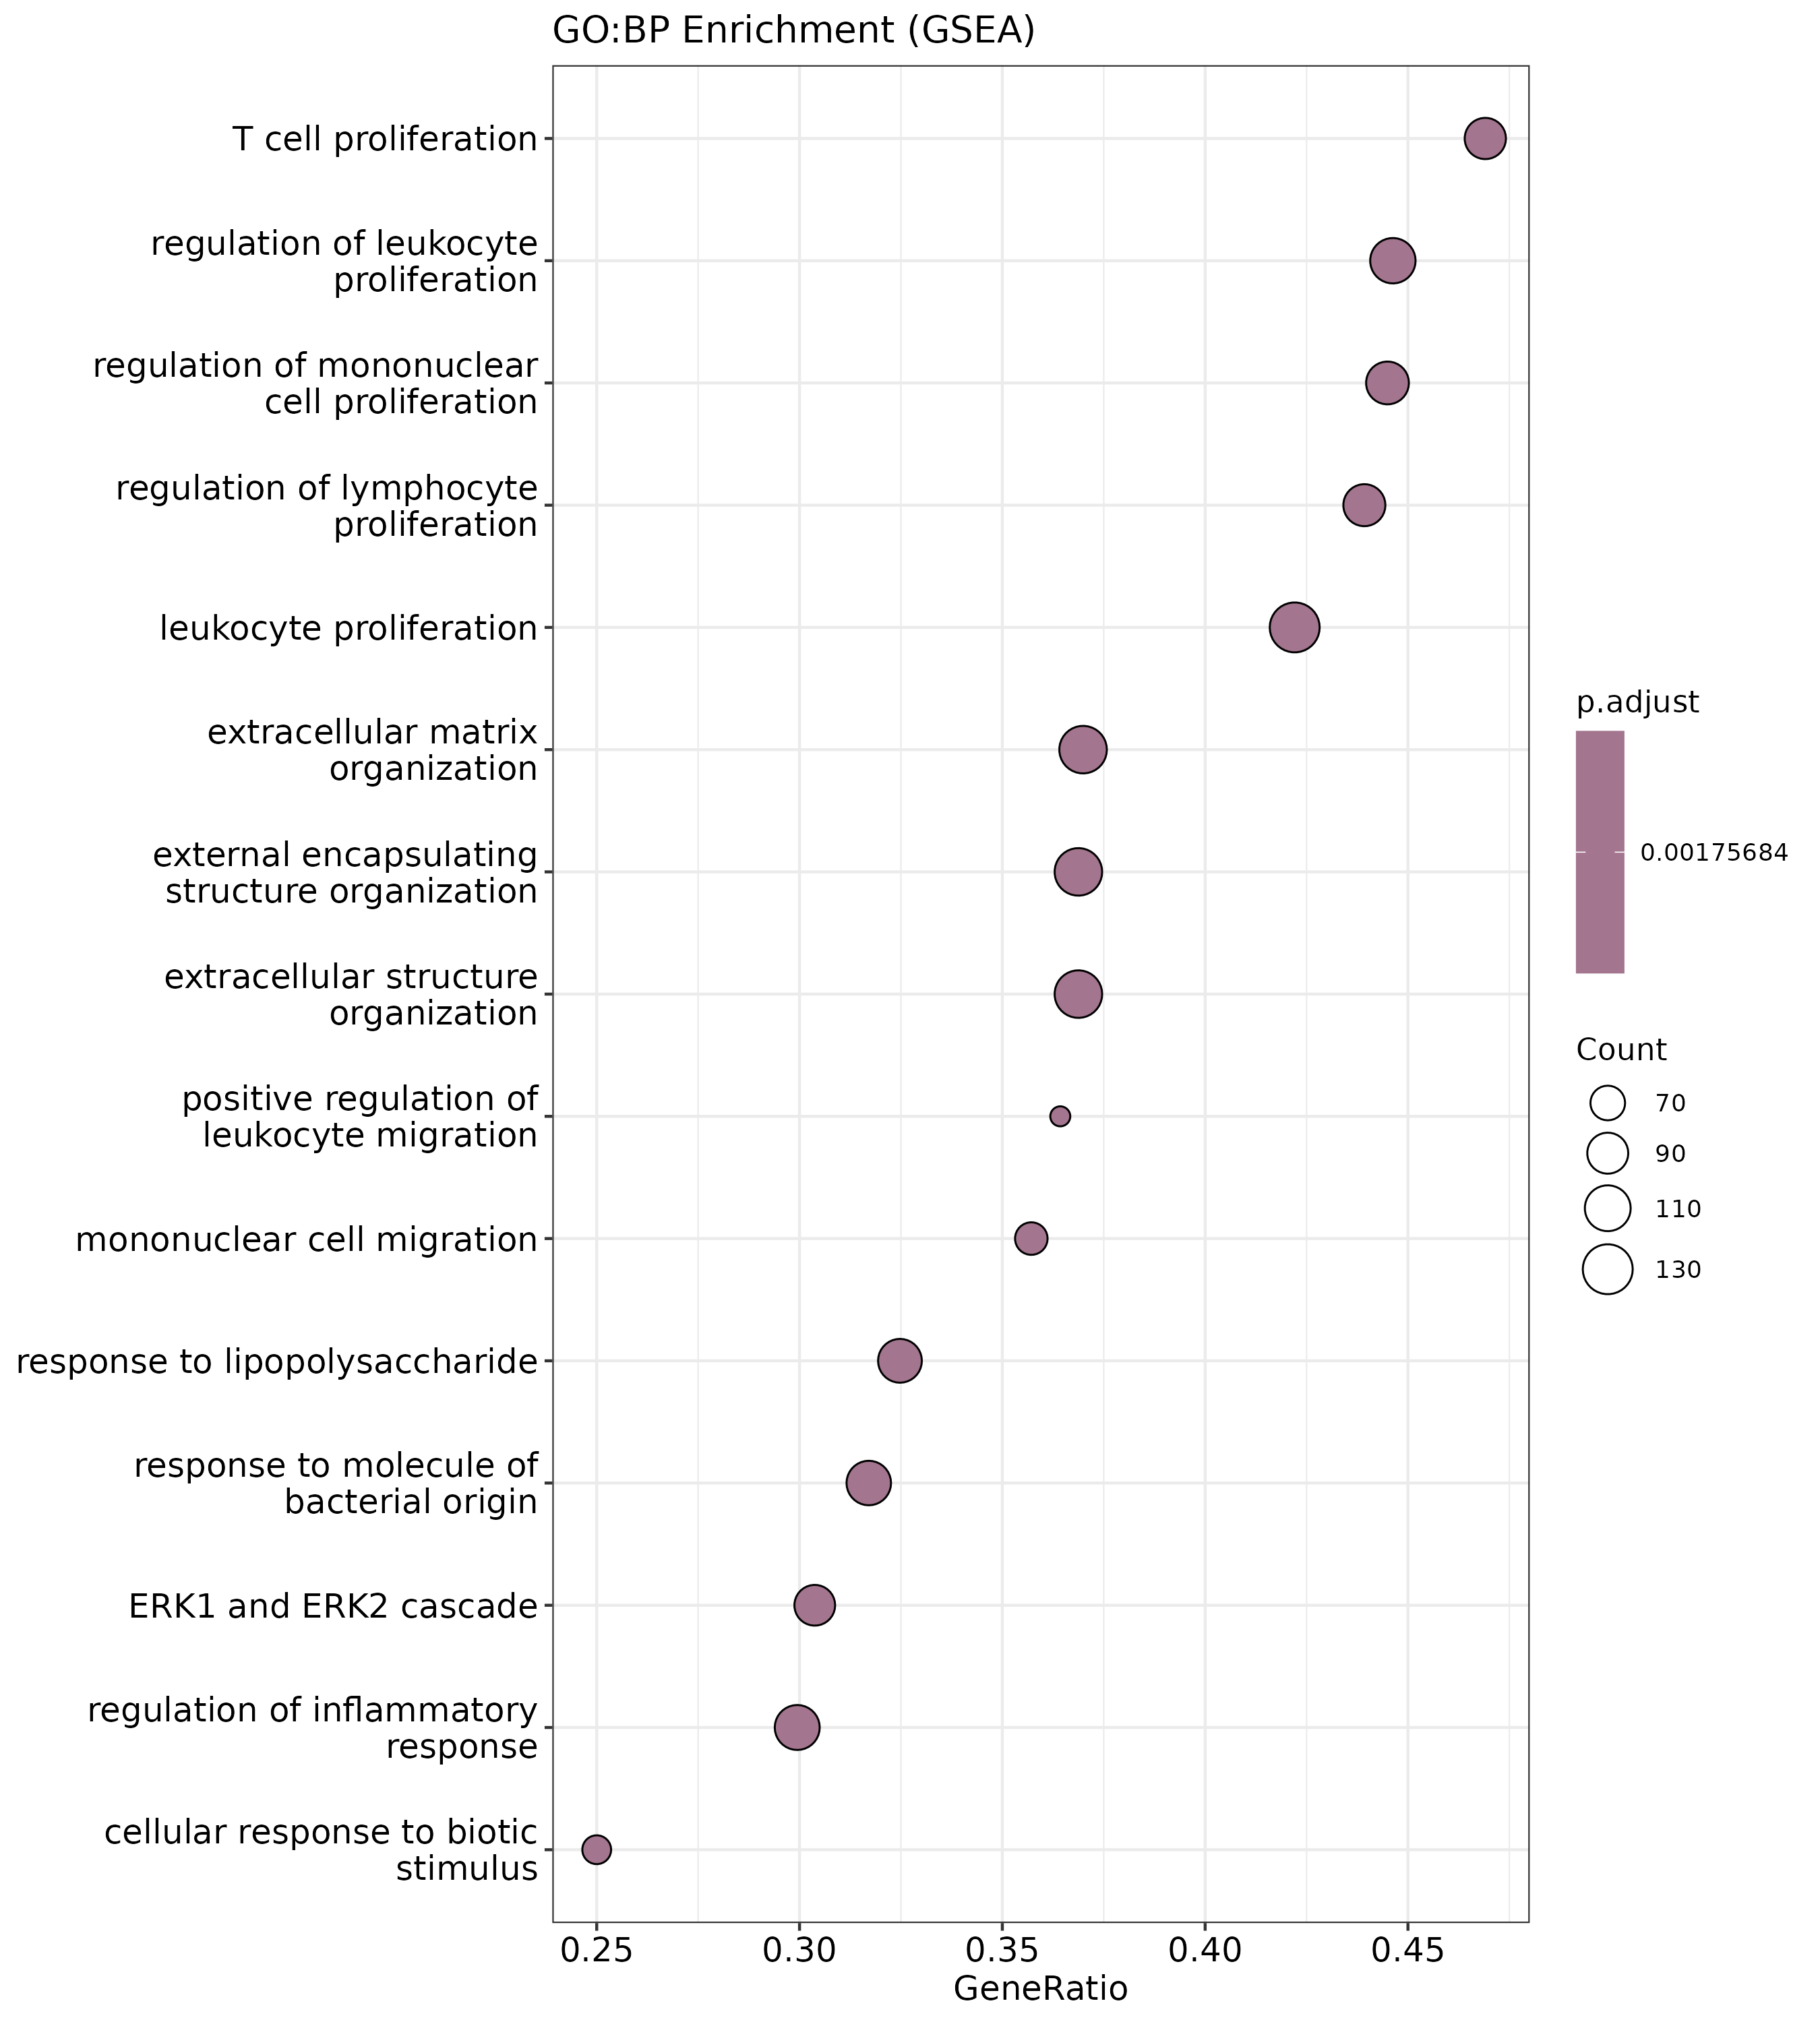 GO:BP Enrichment (GSEA)
T cell proliferation
regulation of leukocyte
proliferation
regulation of mononuclear
cell proliferation
regulation of lymphocyte
proliferation
leukocyte proliferation
extracellular matrix
organization
external encapsulating
structure organization
extracellular structure
organization
positive regulation of
leukocyte migration
mononuclear cell migration
response to lipopolysaccharide
response to molecule of
bacterial origin
ERK1 and ERK2 cascade
regulation of inflammatory
response
cellular response to biotic
stimulus
0.25 0.30 0.35 0.40 0.45
GeneRatio
p.adjust
0.00175684
Count
70
90
110
130